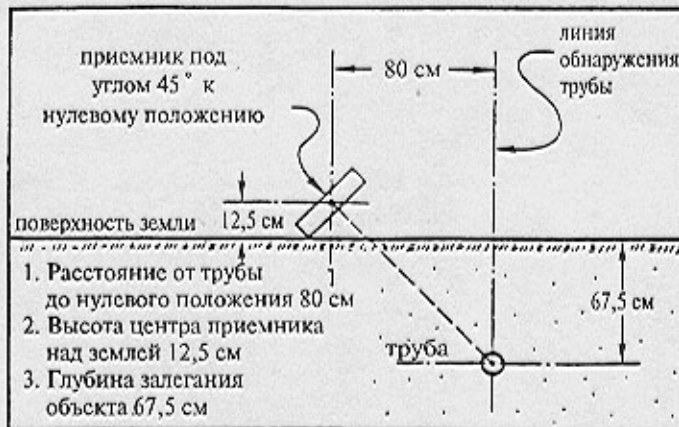 приемник под
углом 45° к
нулевому положению
80 см
линия
обнаружения
трубы
12,5 см
поверхность земли
1. Расстояние от трубы
до нулевого положения 80 см
2. Высота центра приемника
над землей 12,5 см
3. Глубина залегания
объекта 67,5 см
труба
67,5 см